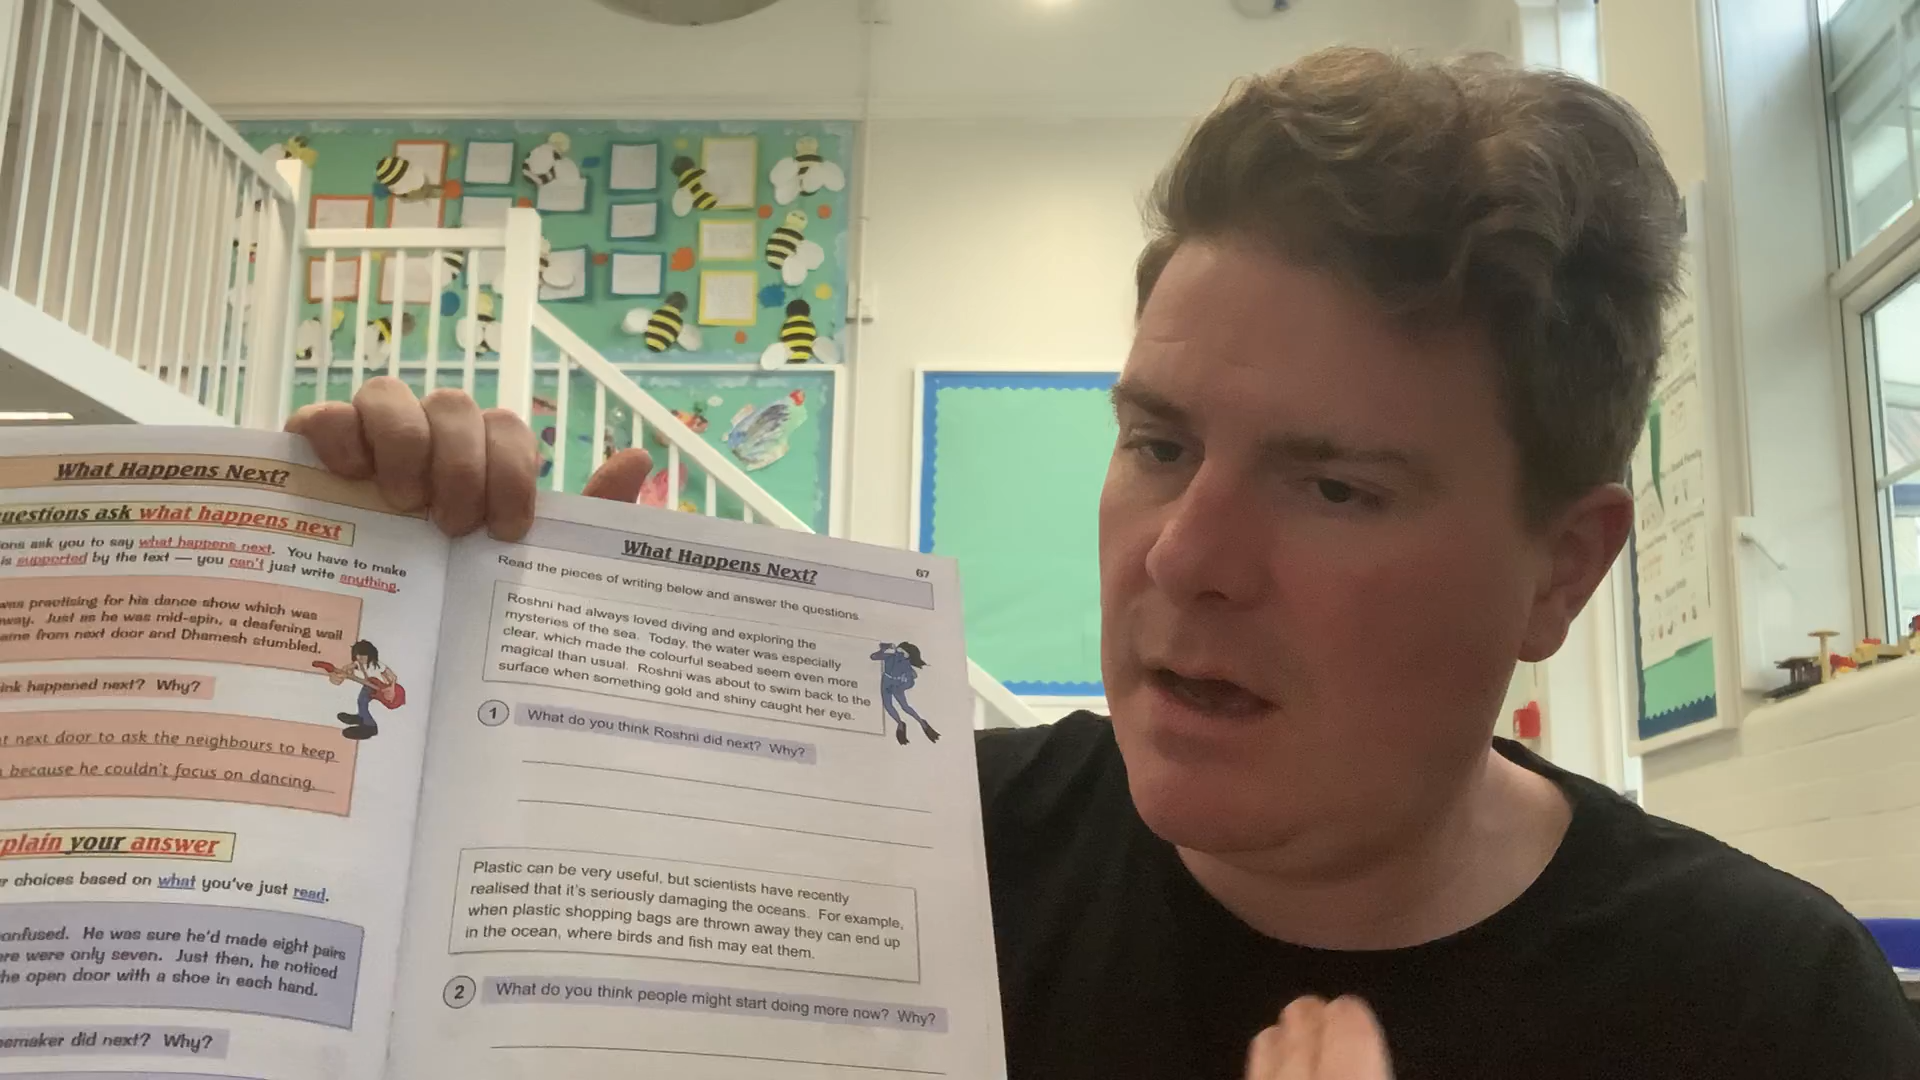 What Happens Next?
uestions ask what happens next
ons ask you to say what happens next. You have to make
is supported by the text — you can't just write anything.
was practising for his dance show which was
way. Just as he was mid-spin, a deafening wail
ame from next door and Dhamesh stumbled.
ink happened next? Why?
t next door to ask the neighbours to keep
because he couldn't focus on dancing.
plain your answer
r choices based on what you've just read.
onfused. He was sure he'd made eight pairs
ere were only seven. Just then, he noticed
he open door with a shoe in each hand.
emaker did next? Why?
What Happens Next?
67
Read the pieces of writing below and answer the questions.
Roshni had always loved diving and exploring the
mysteries of the sea. Today, the water was especially
clear, which made the colourful seabed seem even more
magical than usual. Roshni was about to swim back to the
surface when something gold and shiny caught her eye.
1 What do you think Roshni did next? Why?
Plastic can be very useful, but scientists have recently
realised that it's seriously damaging the oceans. For example,
when plastic shopping bags are thrown away they can end up
in the ocean, where birds and fish may eat them.
2 What do you think people might start doing more now? Why?